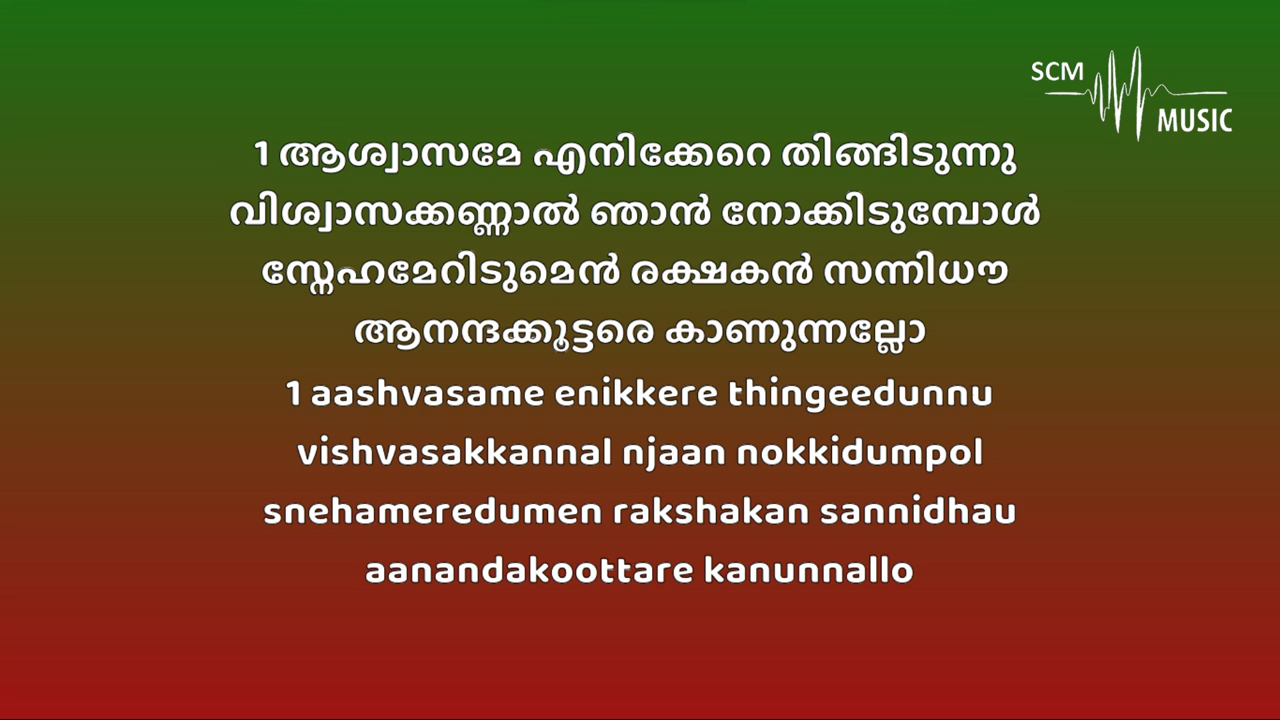 SCM
MUSIC
1 ആശ്വാസമേ എനിക്കേറെ തിങ്ങിടുന്നു
വിശ്വാസക്കണ്ണാൽ ഞാൻ നോക്കിടുമ്പോൾ
സ്നേഹമേറിടുമെൻ രക്ഷകൻ സന്നിധൗ
ആനന്ദക്കൂട്ടരെ കാണുന്നല്ലോ
1 aashvasame enikkere thingeedunnu
vishvasakkannal njaan nokkidumpol
snehameredumen rakshakan sannidhau
aanandakoottare kanunnallo